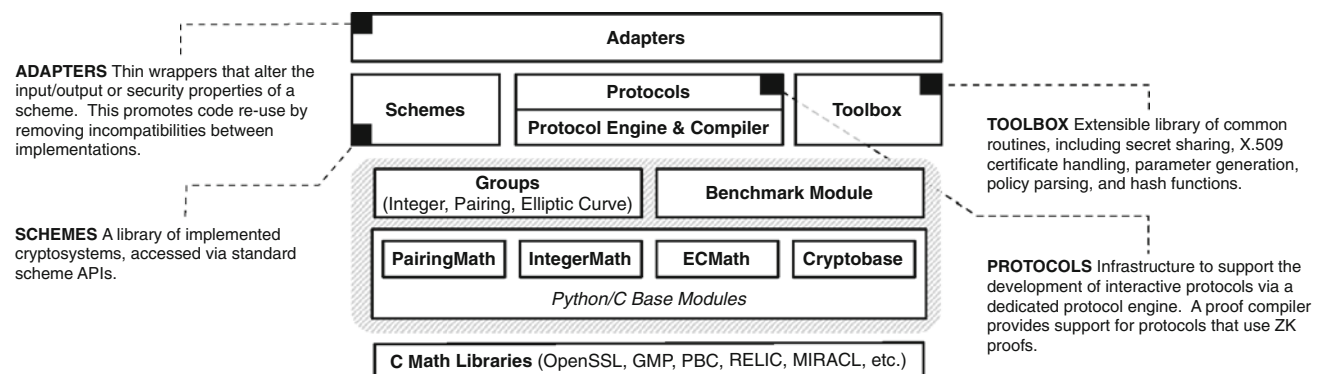 Adapters
ADAPTERS Thin wrappers that alter the
input/output or security properties of a
scheme. This promotes code re-use by
removing incompatibilities between
implementations.
Schemes
Protocols
Protocol Engine & Compiler
Toolbox
TOOLBOX Extensible library of common
routines, including secret sharing, X.509
certificate handling, parameter generation,
policy parsing, and hash functions.
Groups
(Integer, Pairing, Elliptic Curve)
Benchmark Module
SCHEMES A library of implemented
cryptosystems, accessed via standard
scheme APIs.
PairingMath
IntegerMath
ECMath
Cryptobase
Python/C Base Modules
PROTOCOLS Infrastructure to support the
development of interactive protocols via a
dedicated protocol engine. A proof compiler
provides support for protocols that use ZK
proofs.
C Math Libraries (OpenSSL, GMP, PBC, RELIC, MIRACL, etc.)